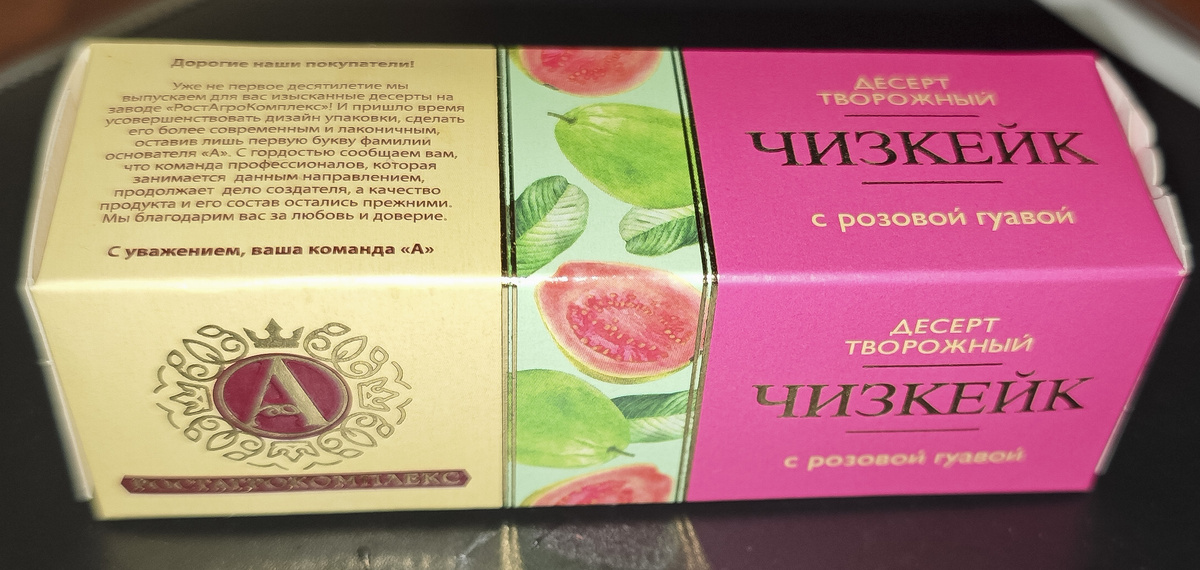 Дорогие наши покупатели!
Уже не первое десятилетие мы
выпускаем для вас изысканные десерты на
заводе «РостАгроКомплекс»! И пришло время
усовершенствовать дизайн упаковки, сделать
его более современным и лаконичным,
оставив лишь первую букву фамилии
основателя «А». С гордостью сообщаем вам,
что команда профессионалов, которая
занимается данным направлением,
продолжает дело создателя, а качество
продукта и его состав остались прежними.
Мы благодарим вас за любовь и доверие.
С уважением, ваша команда «А»
А
РОСТАГРОКОМПЛЕКС
ДЕСЕРТ
ТВОРОЖНЫЙ
ЧИЗКЕЙК
с розовой гуавой
ДЕСЕРТ
ТВОРОЖНЫЙ
ЧИЗКЕЙК
с розовой гуавой